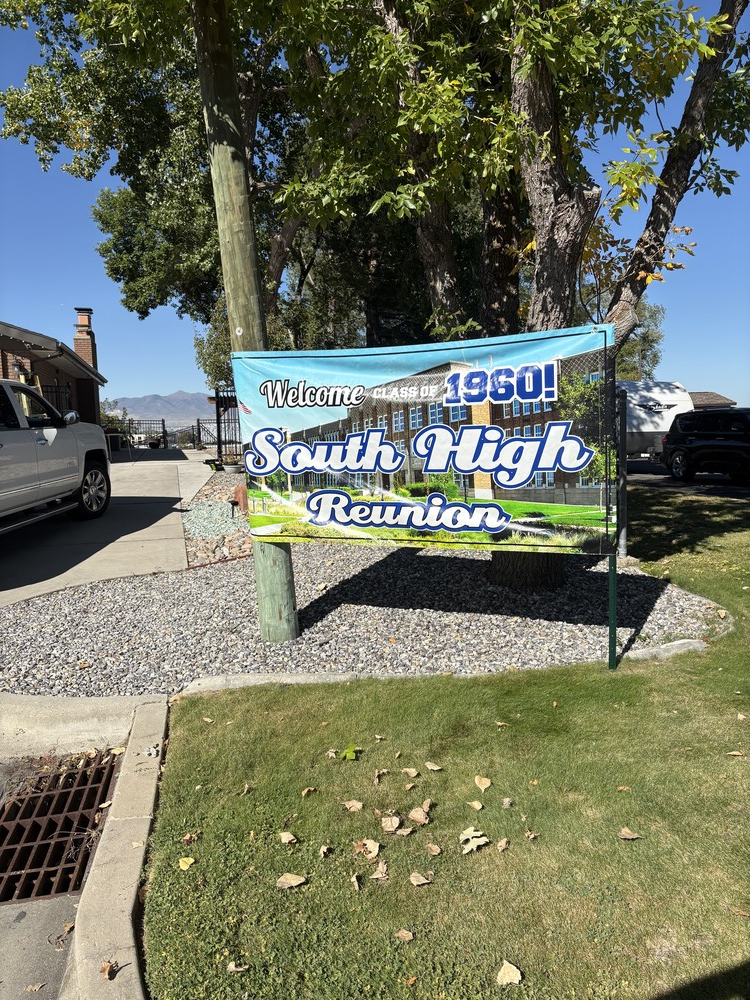 Welcome CLASS OF 1960!
South High
Reunion